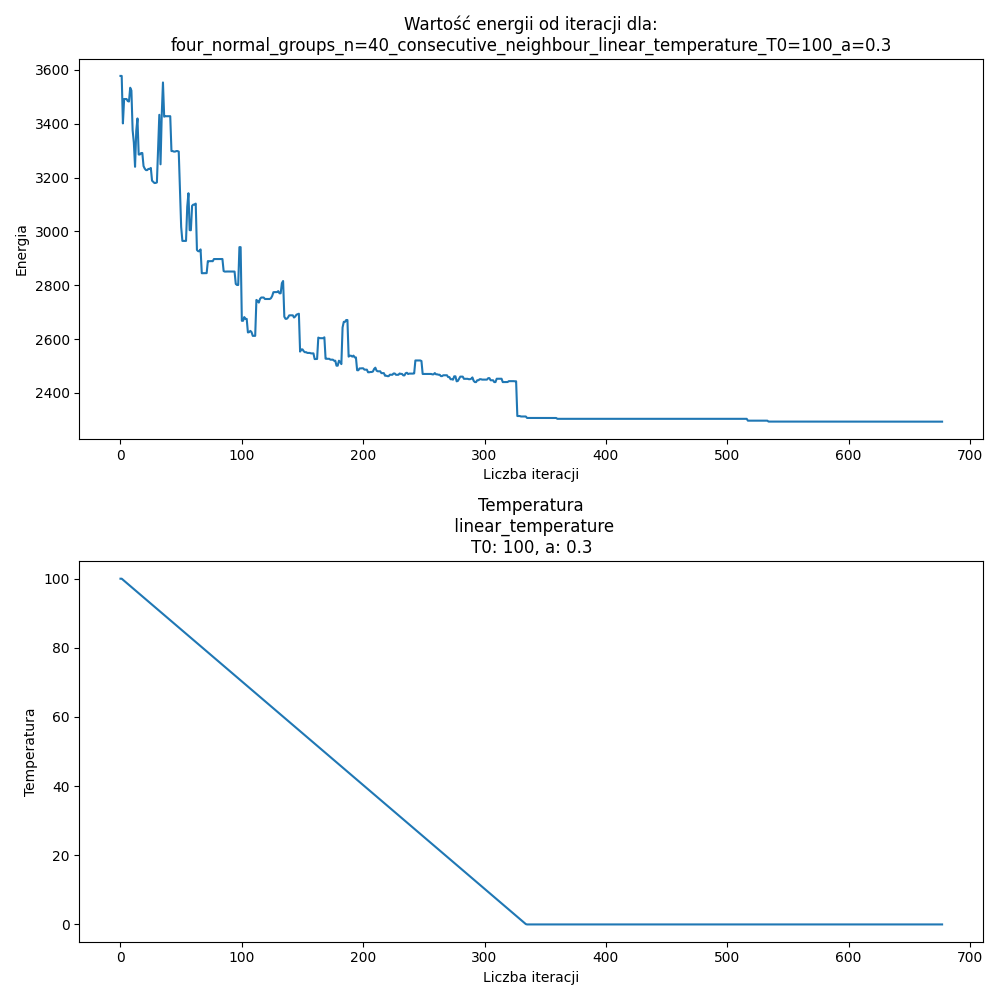 Wartość energii od iteracji dla:
four_normal_groups_n=40_consecutive_neighbour_linear_temperature_T0=100_a=0.3
3600
3400
3200
3000
2800
2600
2400
Energia
0 100 200 300 400 500 600 700
Liczba iteracji
Temperatura
linear_temperature
T0: 100, a: 0.3
100
80
60
40
20
0
Temperatura
0 100 200 300 400 500 600 700
Liczba iteracji